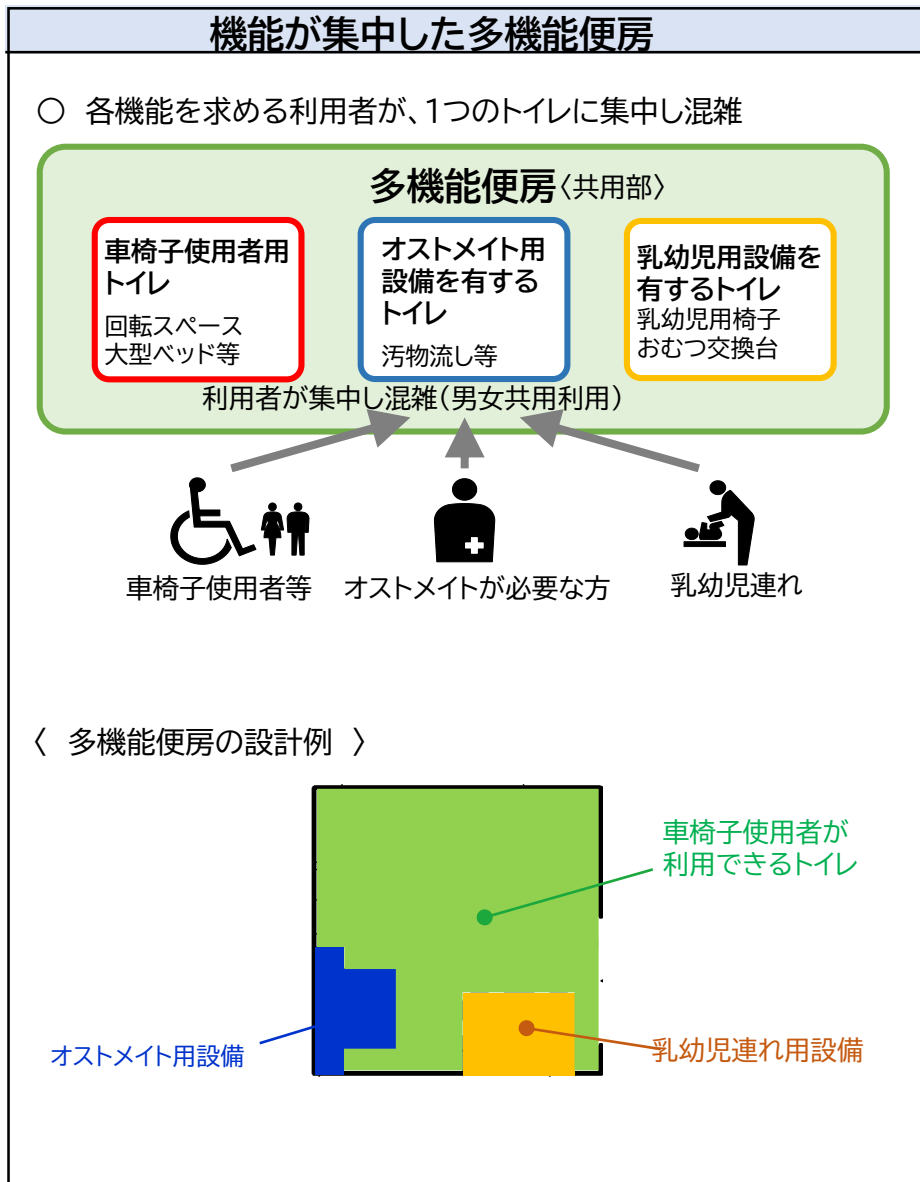 機能が集中した多機能便房
○ 各機能を求める利用者が、1つのトイレに集中し混雑
多機能便房〈共用部〉
車椅子使用者用
トイレ
回転スペース
大型ベッド等
オストメイト用
設備を有する
トイレ
汚物流し等
乳幼児用設備を
有するトイレ
乳幼児用椅子
おむつ交換台
利用者が集中し混雑(男女共用利用)
車椅子使用者等
オストメイトが必要な方
乳幼児連れ
〈 多機能便房の設計例 〉
車椅子使用者が
利用できるトイレ
オストメイト用設備
乳幼児連れ用設備